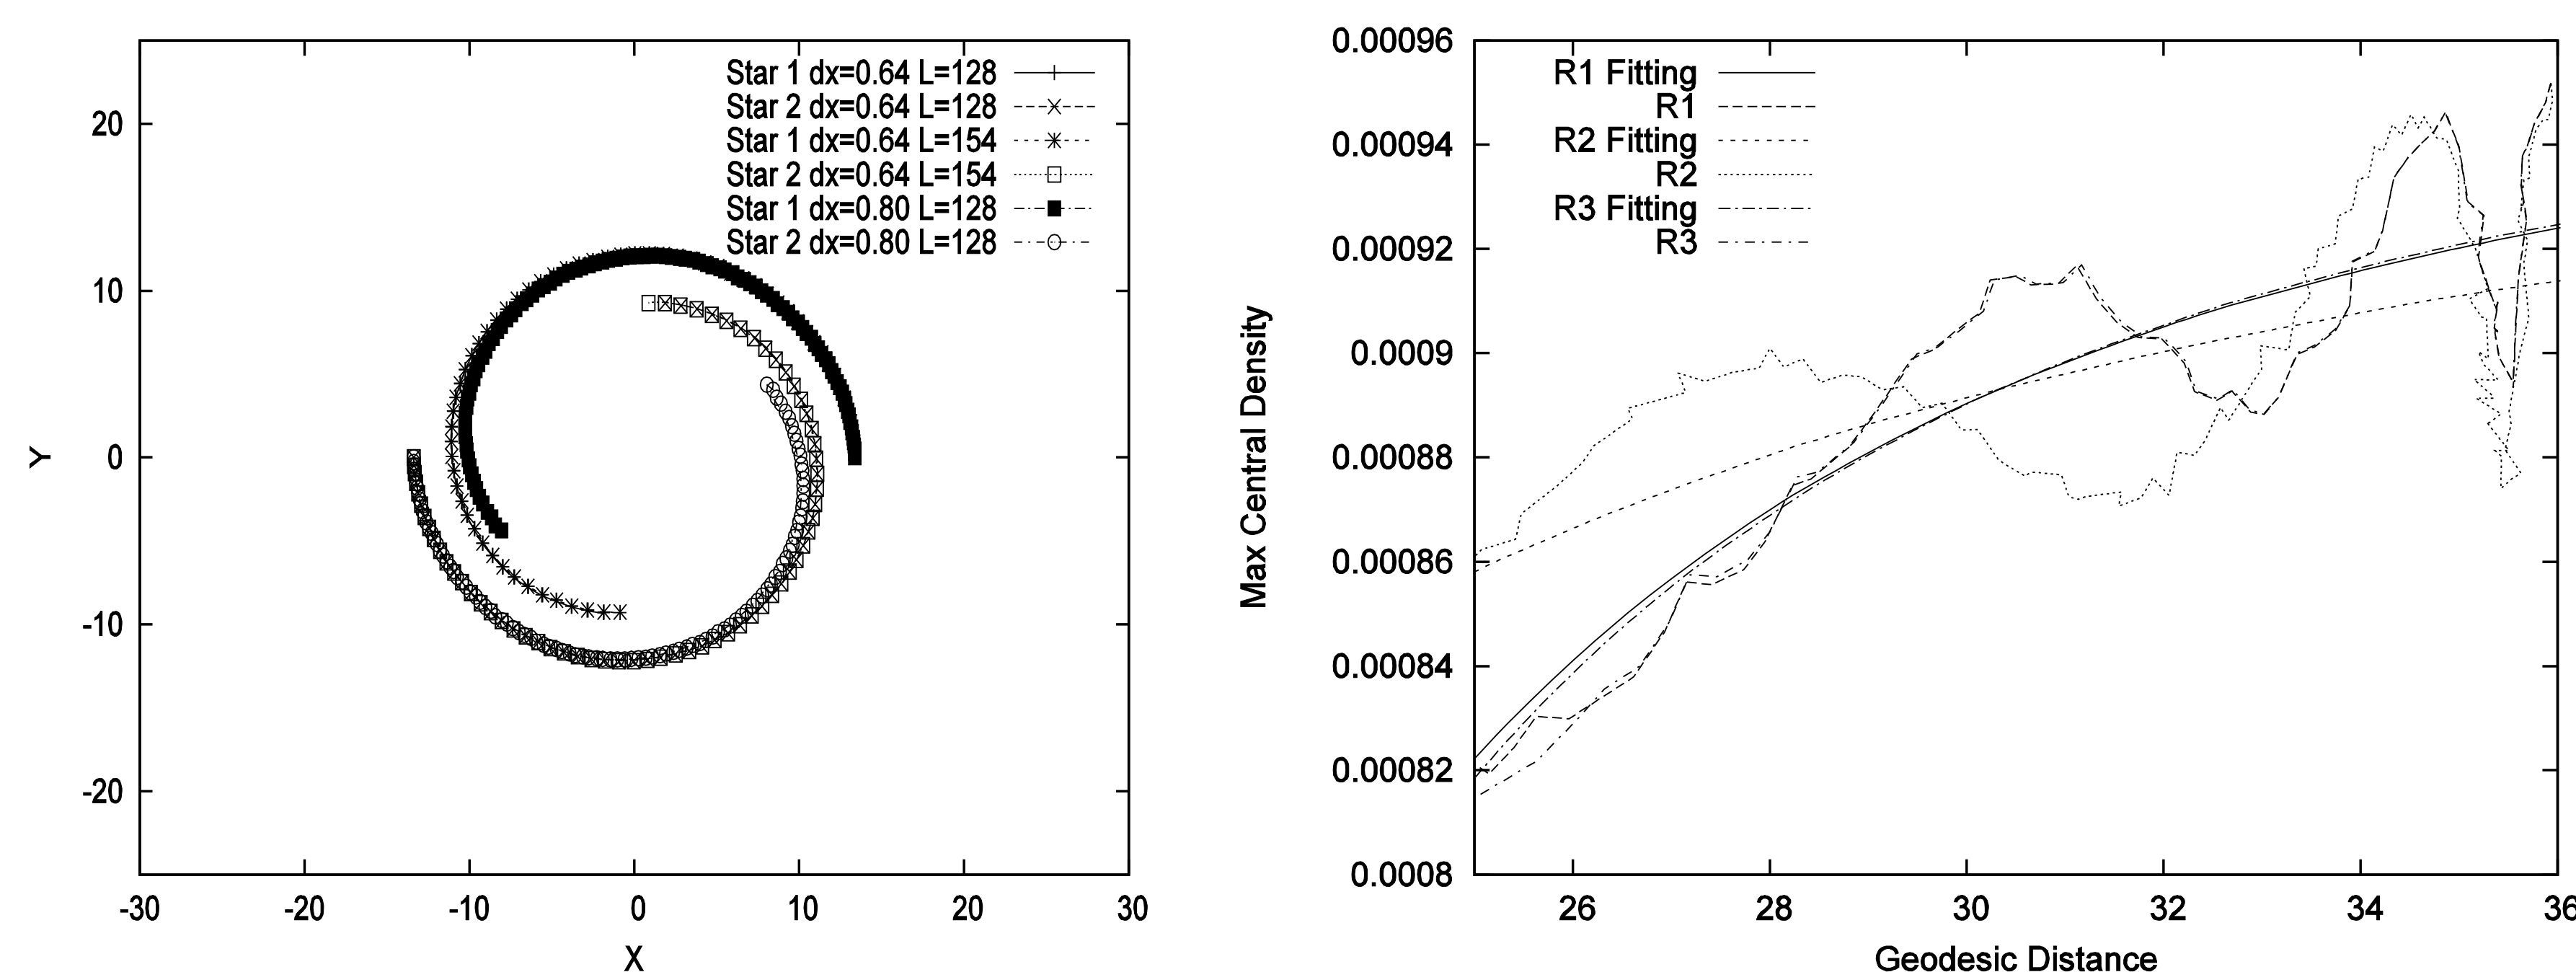 Star 1 dx=0.64 L=128
Star 2 dx=0.64 L=128
Star 1 dx=0.64 L=154
Star 2 dx=0.64 L=154
Star 1 dx=0.80 L=128
Star 2 dx=0.80 L=128
20
10
0
-10
-20
Y
-30 -20 -10 0 10 20 30
X
R1 Fitting
R1
R2 Fitting
R2
R3 Fitting
R3
0.00096
0.00094
0.00092
0.0009
0.00088
0.00086
0.00084
0.00082
0.0008
Max Central Density
26 28 30 32 34 36
Geodesic Distance